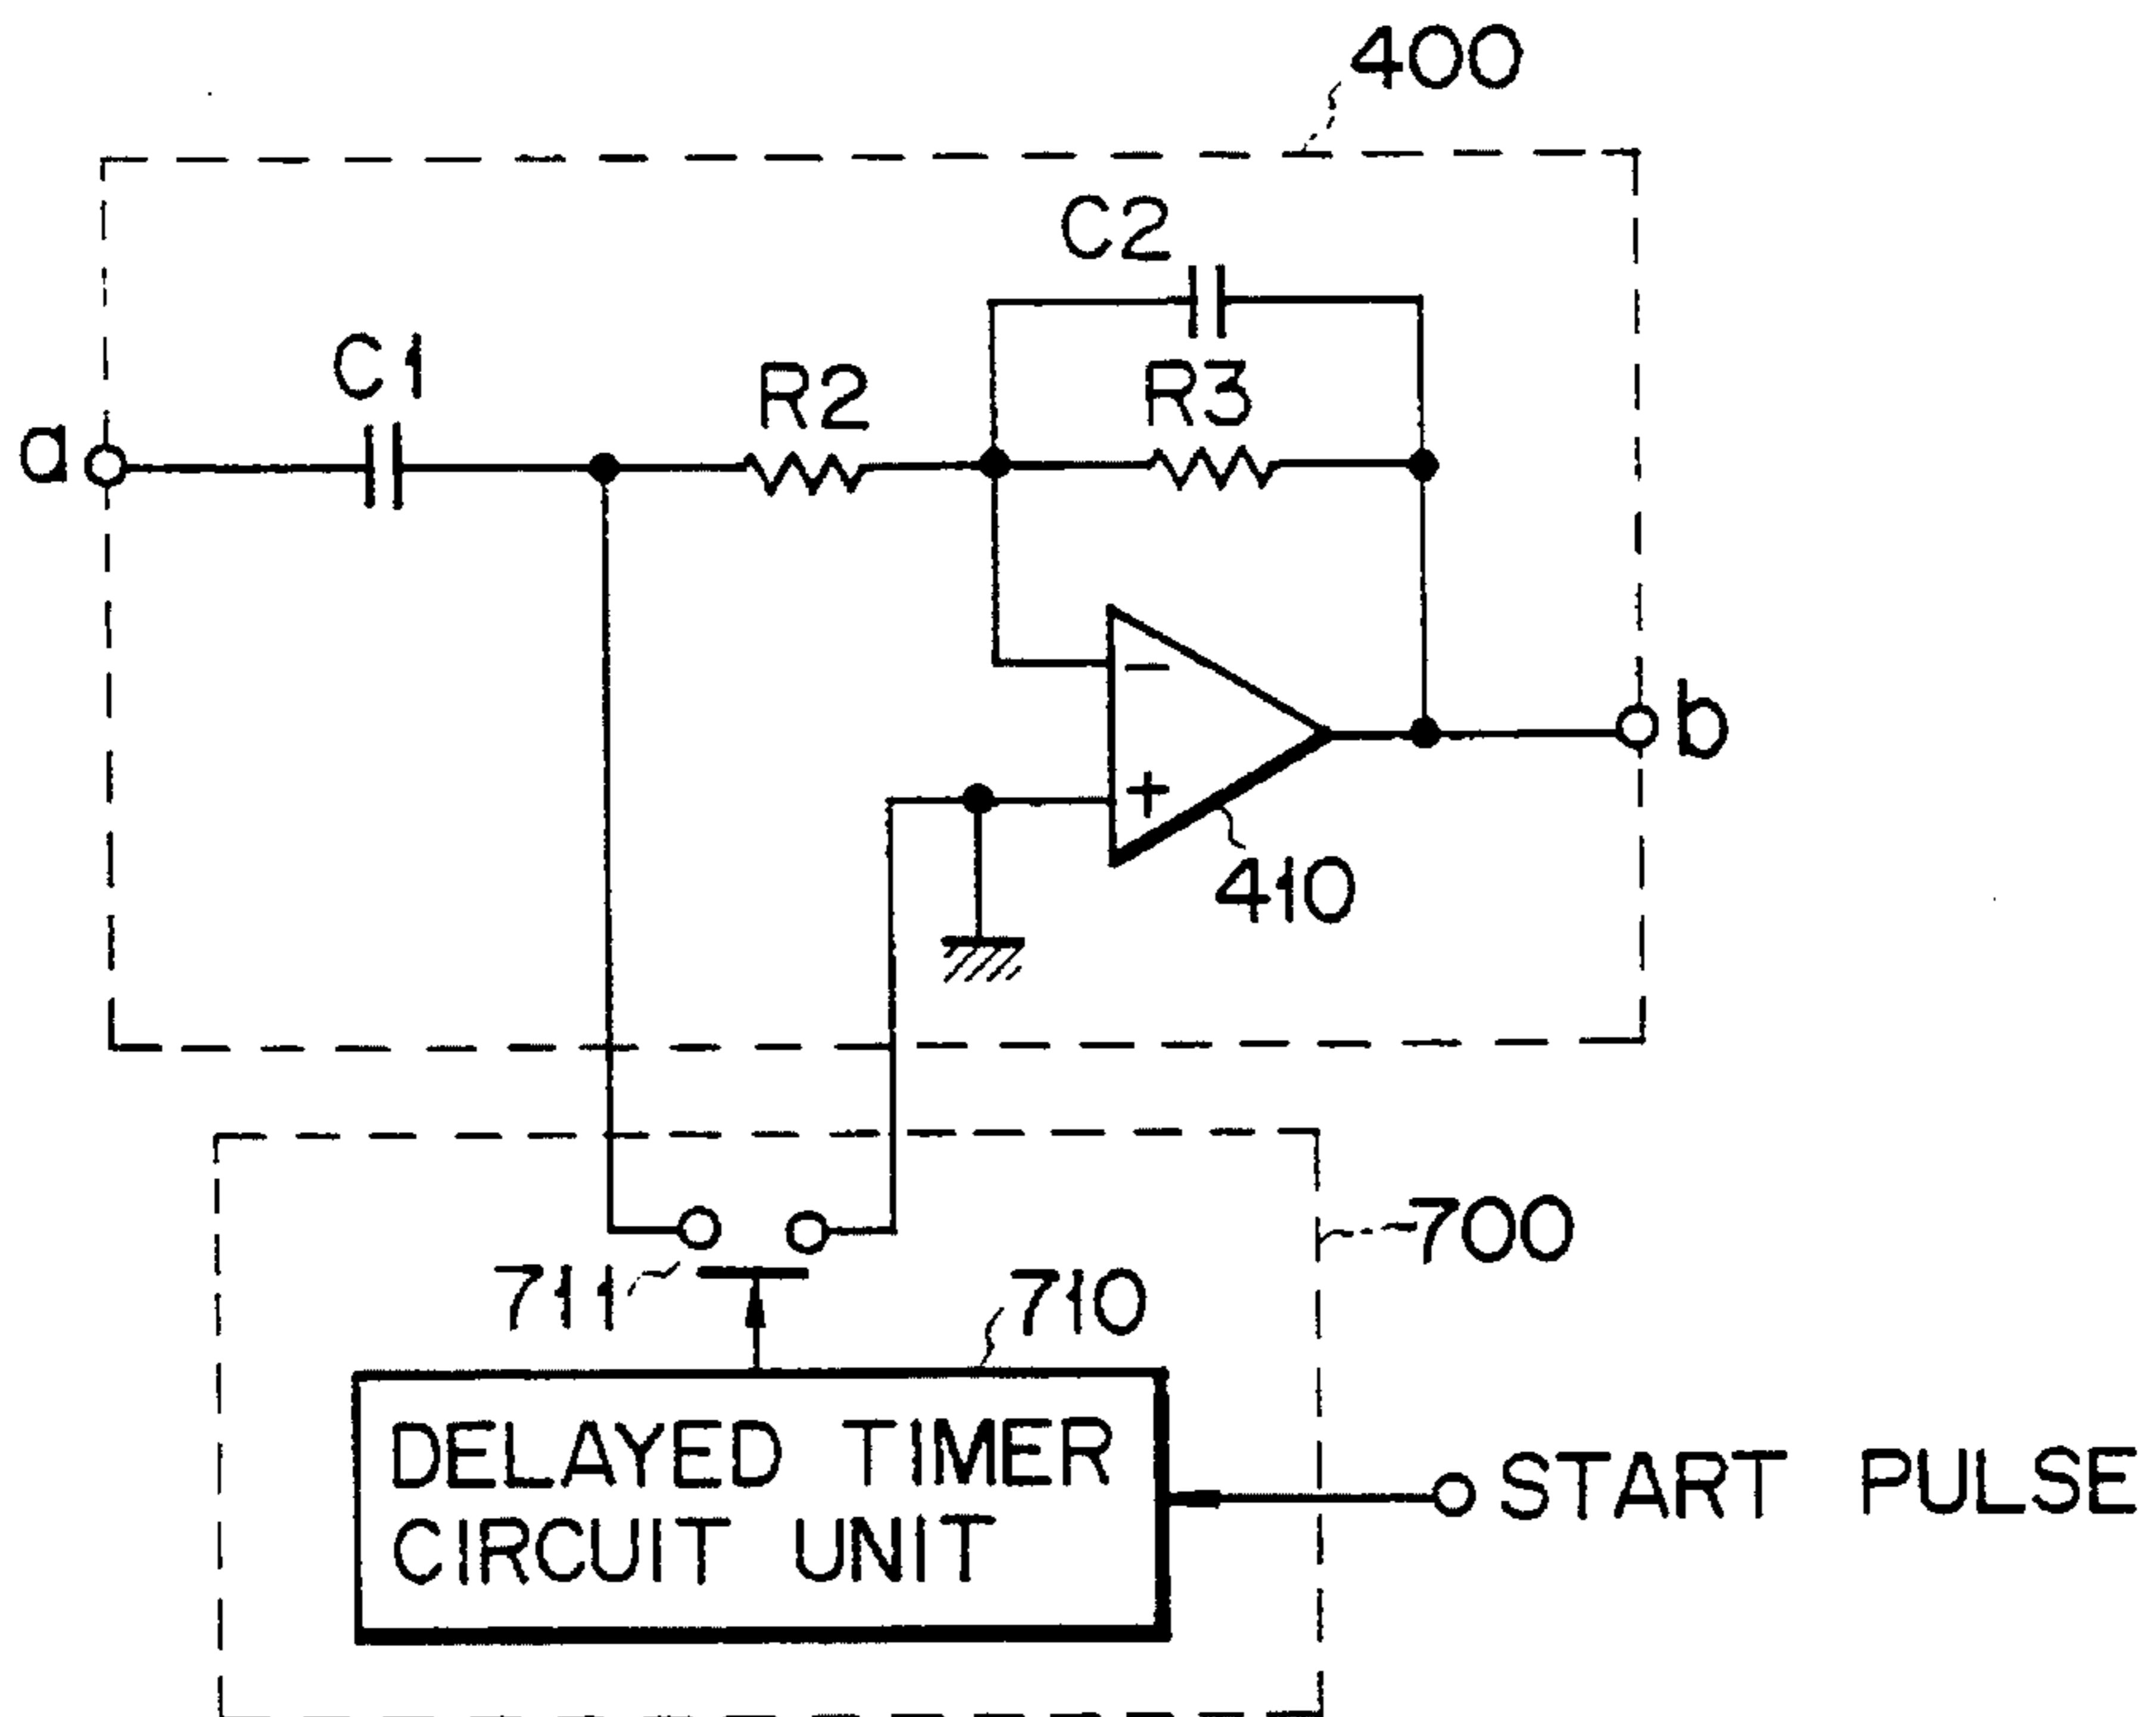 400
C2
C1
R2
R3
a
−
b
+
410
700
711
710
DELAYED TIMER
CIRCUIT UNIT
START PULSE